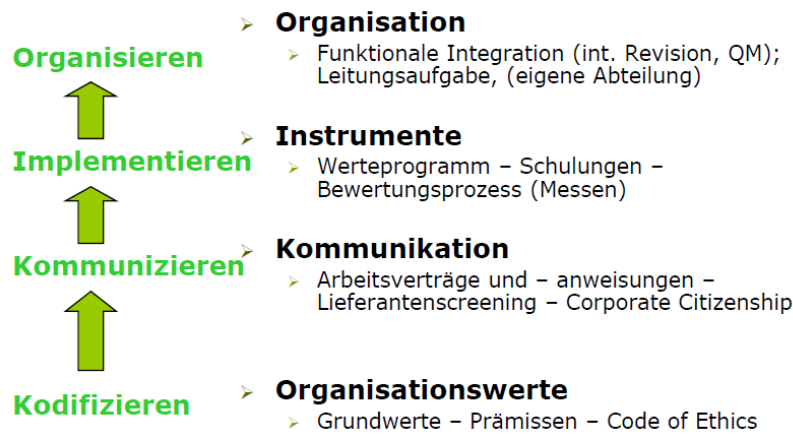 Organisieren
Organisation
Funktionale Integration (int. Revision, QM);
Leitungsaufgabe, (eigene Abteilung)
Implementieren
Instrumente
Werteprogramm – Schulungen –
Bewertungsprozess (Messen)
Kommunizieren
Kommunikation
Arbeitsverträge und – anweisungen –
Lieferantenscreening – Corporate Citizenship
Kodifizieren
Organisationswerte
Grundwerte – Prämissen – Code of Ethics